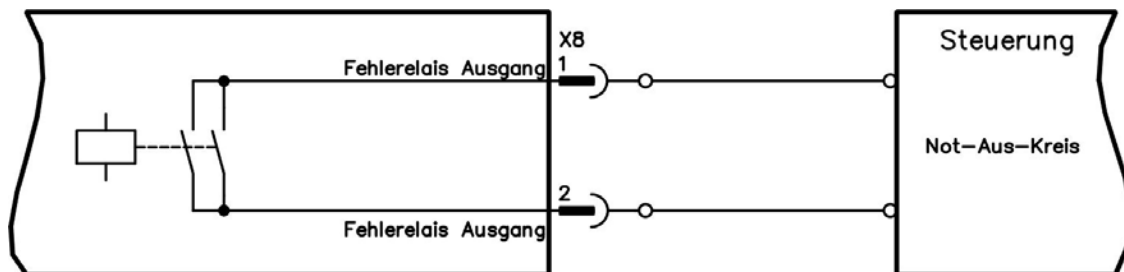 X8
Steuerung
Fehlerelais Ausgang
1
Not-Aus-Kreis
2
Fehlerelais Ausgang